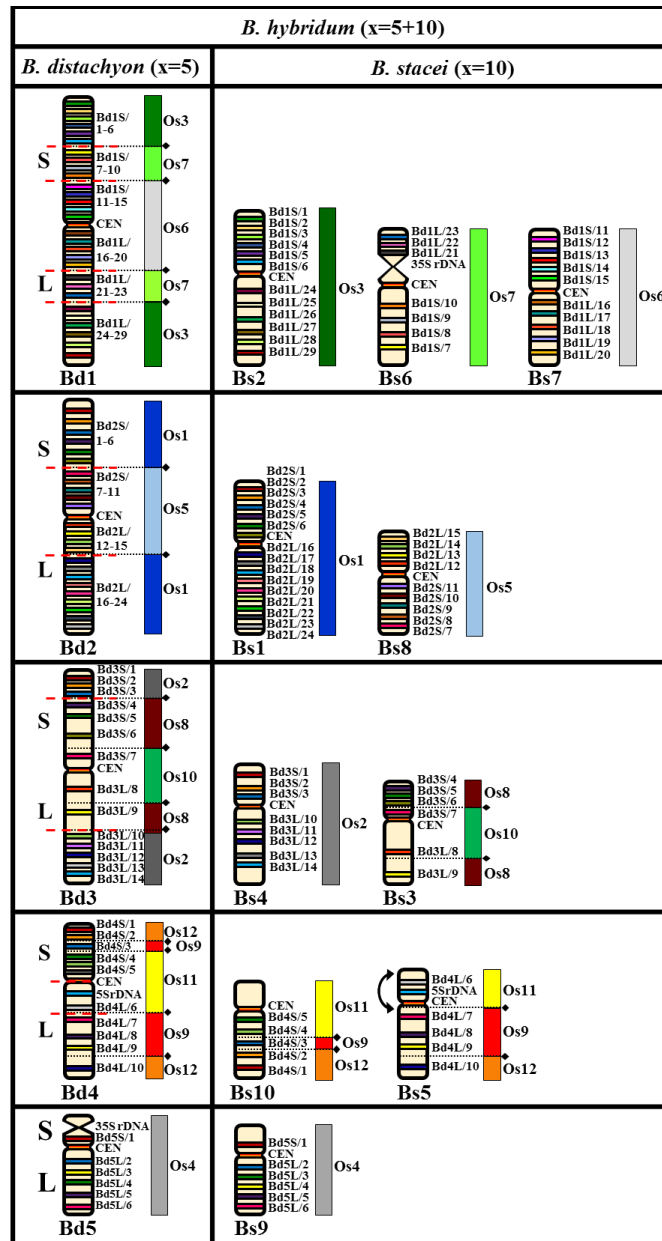 B. hybridum (x=5+10)
B. distachyon (x=5)
B. stacei (x=10)
S
L
Bd1S/
1-6
Bd1S/
7-10
Bd1S/
11-15
CEN
Bd1L/
16-20
Bd1L/
21-23
Bd1L/
24-29
Os3
Os7
Os6
Os7
Os3
Bd1
Bd1S/1
Bd1S/2
Bd1S/3
Bd1S/4
Bd1S/5
Bd1S/6
CEN
Bd1L/24
Bd1L/25
Bd1L/26
Bd1L/27
Bd1L/28
Bd1L/29
Os3
Bs2
Bd1L/23
Bd1L/22
Bd1L/21
35S rDNA
CEN
Bd1S/10
Bd1S/9
Bd1S/8
Bd1S/7
Os7
Bs6
Bd1S/11
Bd1S/12
Bd1S/13
Bd1S/14
Bd1S/15
CEN
Bd1L/16
Bd1L/17
Bd1L/18
Bd1L/19
Bd1L/20
Os6
Bs7
S
L
Bd2S/
1-6
Bd2S/
7-11
CEN
Bd2L/
12-15
Bd2L/
16-24
Os1
Os5
Os1
Bd2
Bd2S/1
Bd2S/2
Bd2S/3
Bd2S/4
Bd2S/5
Bd2S/6
CEN
Bd2L/16
Bd2L/17
Bd2L/18
Bd2L/19
Bd2L/20
Bd2L/21
Bd2L/22
Bd2L/23
Bd2L/24
Os1
Bs1
Bd2L/15
Bd2L/14
Bd2L/13
Bd2L/12
CEN
Bd2S/11
Bd2S/10
Bd2S/9
Bd2S/8
Bd2S/7
Os5
Bs8
S
L
Bd3S/1
Bd3S/2
Bd3S/3
Bd3S/4
Bd3S/5
Bd3S/6
Bd3S/7
CEN
Bd3L/8
Bd3L/9
Bd3L/10
Bd3L/11
Bd3L/12
Bd3L/13
Bd3L/14
Os2
Os8
Os10
Os8
Os2
Bd3
Bd3S/1
Bd3S/2
Bd3S/3
CEN
Bd3L/10
Bd3L/11
Bd3L/12
Bd3L/13
Bd3L/14
Os2
Bs4
Bd3S/4
Bd3S/5
Bd3S/6
Bd3S/7
CEN
Bd3L/8
Bd3L/9
Os8
Os10
Os8
Bs3
S
L
Bd4S/1
Bd4S/2
Bd4S/3
Bd4S/4
Bd4S/5
CEN
5SrDNA
Bd4L/6
Bd4L/7
Bd4L/8
Bd4L/9
Bd4L/10
Os12
Os9
Os11
Os9
Os12
Bd4
CEN
Bd4S/5
Bd4S/4
Bd4S/3
Bd4S/2
Bd4S/1
Os11
Os9
Os12
Bs10
Bd4L/6
5SrDNA
CEN
Bd4L/7
Bd4L/8
Bd4L/9
Bd4L/10
Os11
Os9
Os12
Bs5
S
L
35SrDNA
Bd5S/1
CEN
Bd5L/2
Bd5L/3
Bd5L/4
Bd5L/5
Bd5L/6
Os4
Bd5
Bd5S/1
CEN
Bd5L/2
Bd5L/3
Bd5L/4
Bd5L/5
Bd5L/6
Os4
Bs9